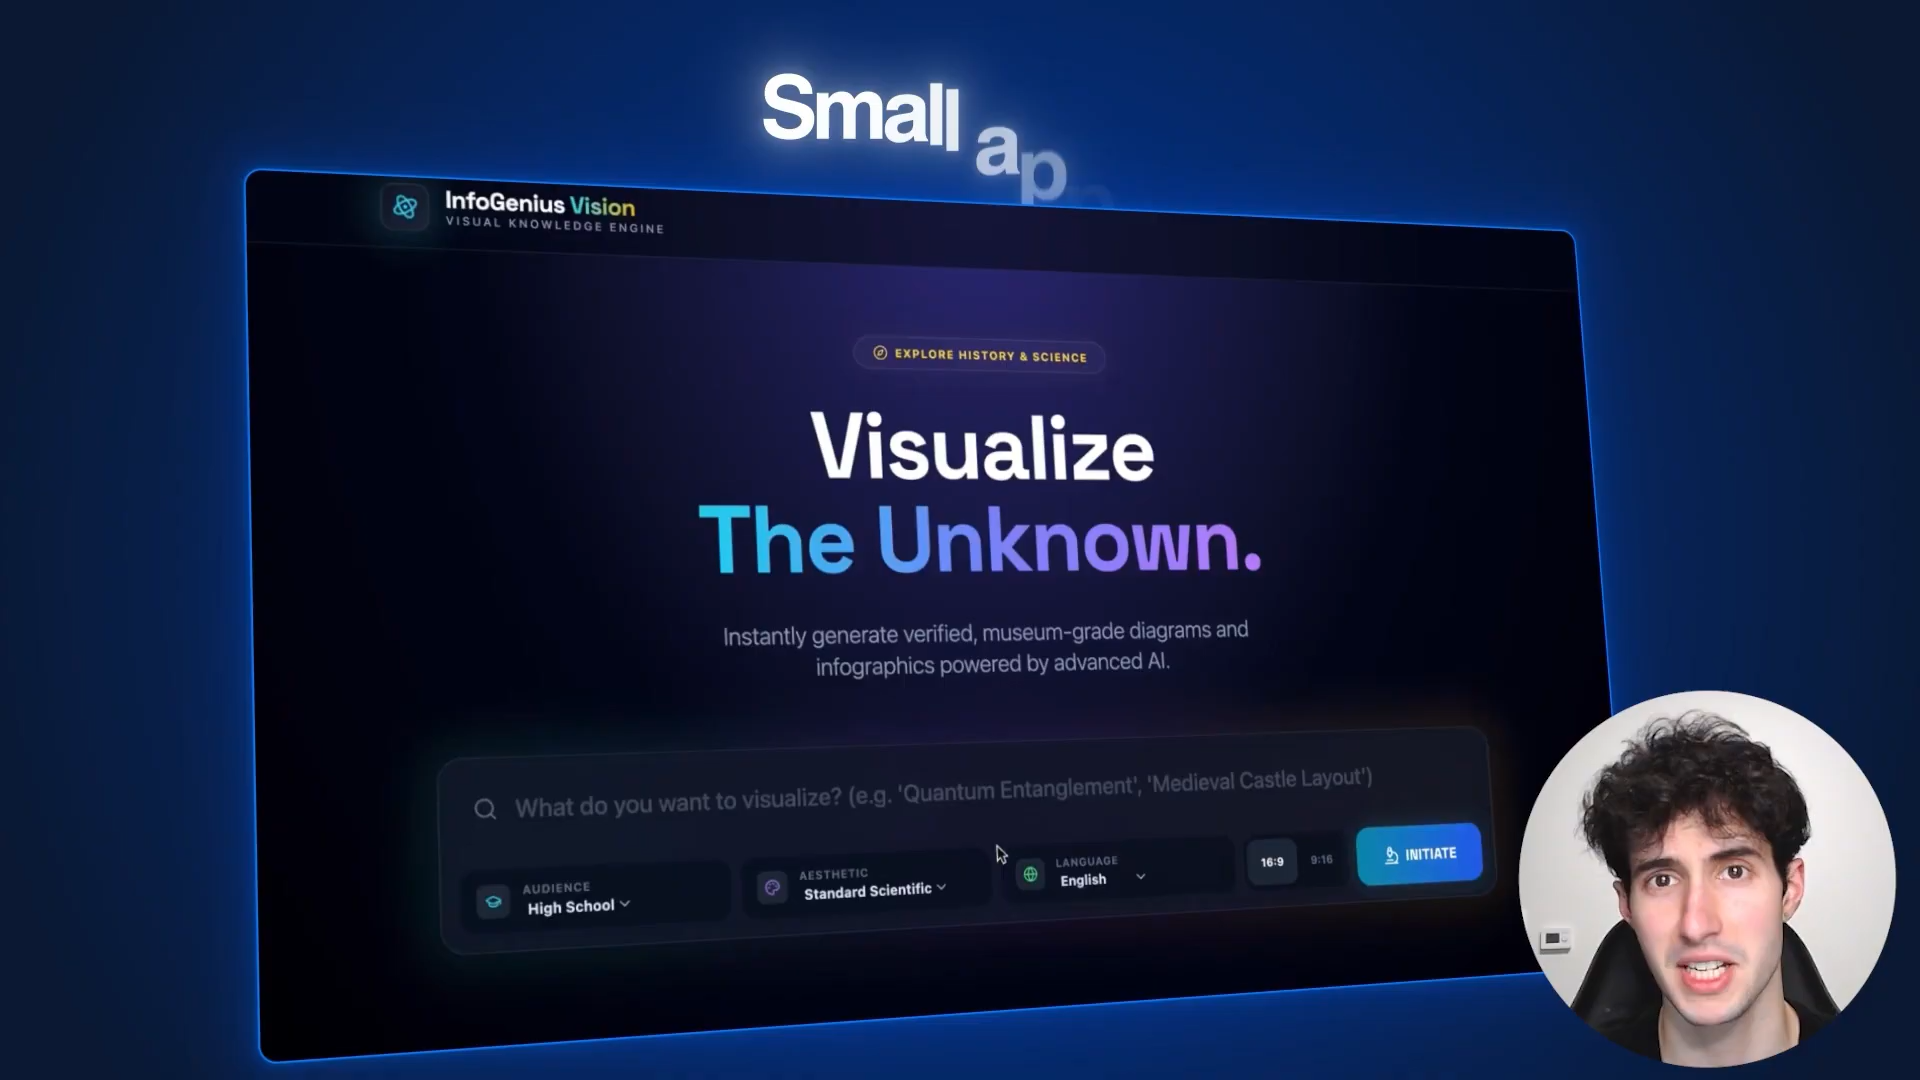 Small
InfoGenius Vision
VISUAL KNOWLEDGE ENGINE
EXPLORE HISTORY & SCIENCE
Visualize
The Unknown.
Instantly generate verified, museum-grade diagrams and
infographics powered by advanced AI.
What do you want to visualize? (e.g. 'Quantum Entanglement', 'Medieval Castle Layout')
AUDIENCE
High School
AESTHETIC
Standard Scientific
LANGUAGE
English
16:9
9:16
INITIATE